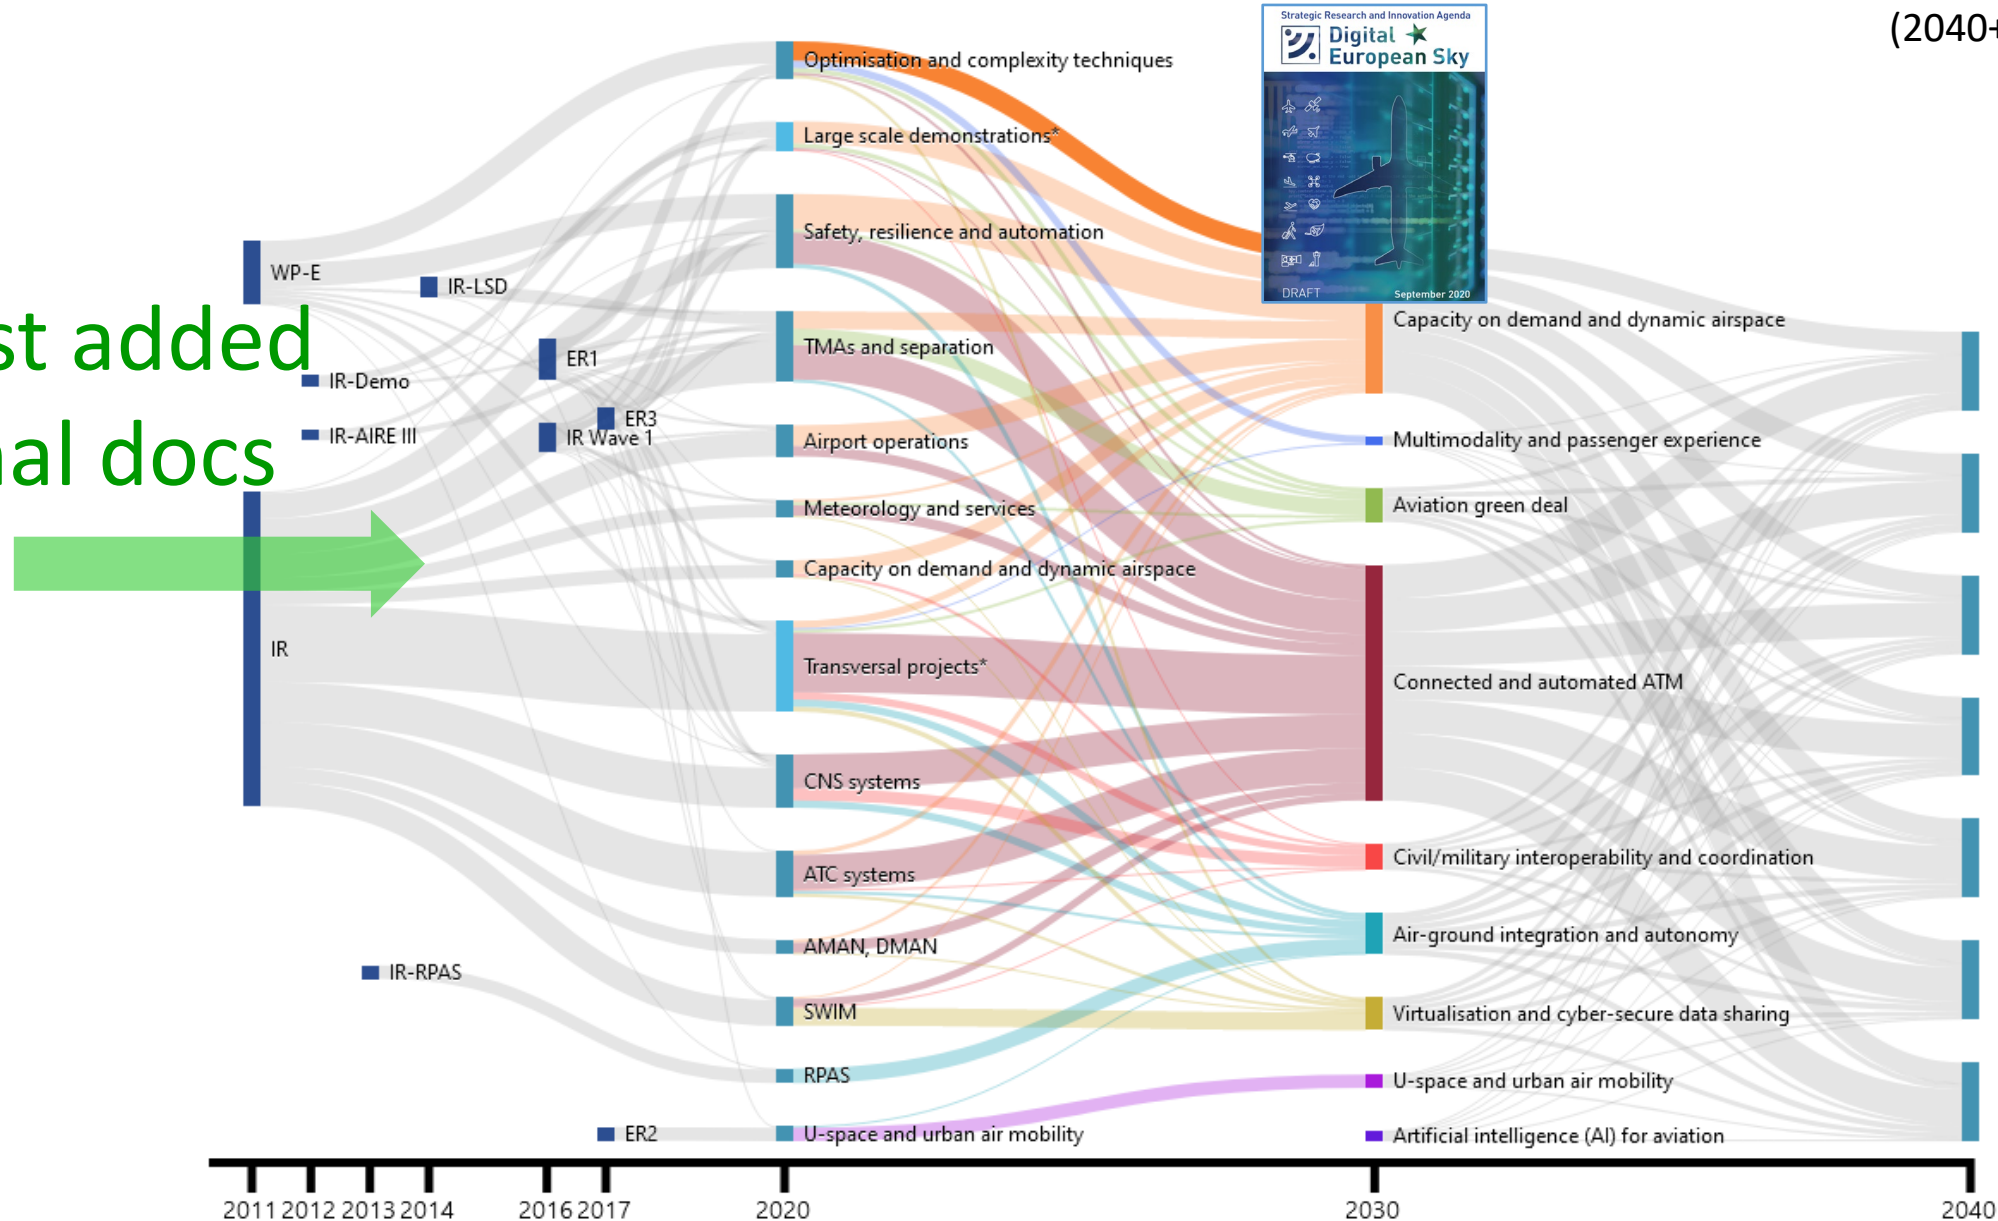 (2040+
Strategic Research and Innovation Agenda
Digital
European Sky
DRAFT
September 2020
st added
nal docs
WP-E
IR-LSD
ER1
IR-Demo
ER3
IR-AIRE III
IR Wave 1
IR
IR-RPAS
ER2
Optimisation and complexity techniques
Large scale demonstrations*
Safety, resilience and automation
TMAs and separation
Airport operations
Meteorology and services
Capacity on demand and dynamic airspace
Transversal projects*
CNS systems
ATC systems
AMAN, DMAN
SWIM
RPAS
U-space and urban air mobility
Capacity on demand and dynamic airspace
Multimodality and passenger experience
Aviation green deal
Connected and automated ATM
Civil/military interoperability and coordination
Air-ground integration and autonomy
Virtualisation and cyber-secure data sharing
U-space and urban air mobility
Artificial intelligence (AI) for aviation
2011 2012 2013 2014 2016 2017 2020 2030 2040